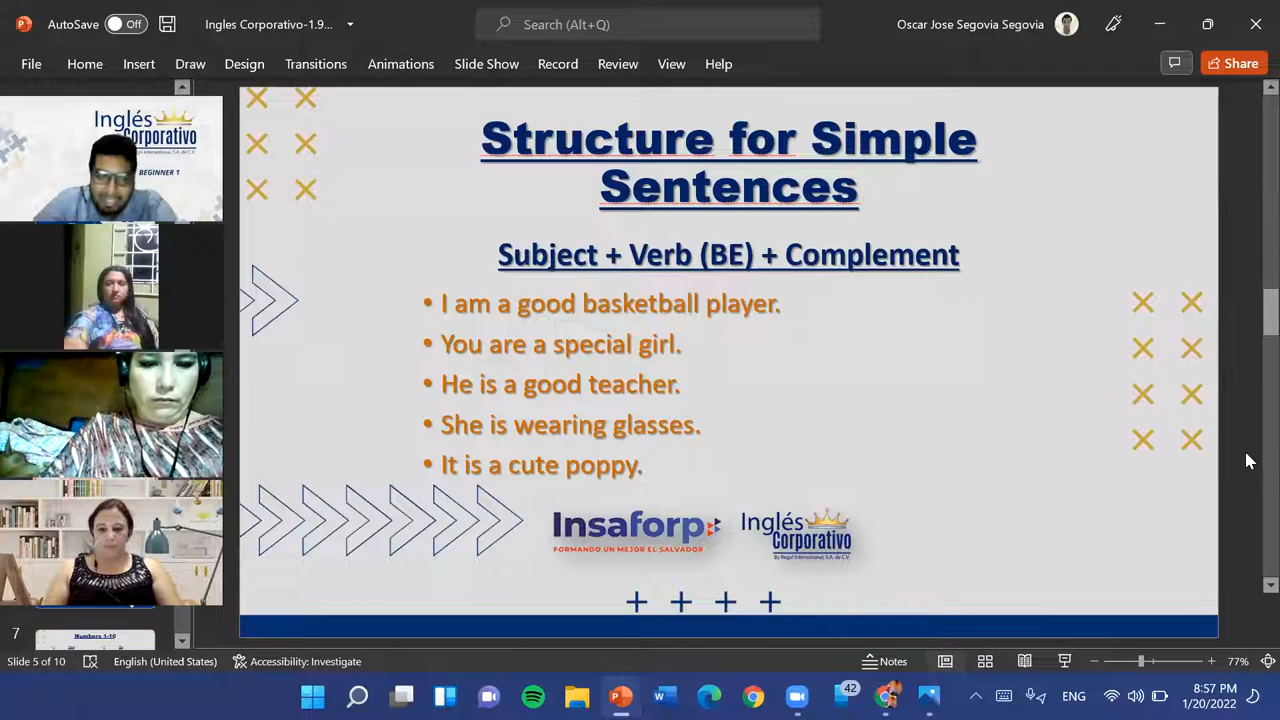 AutoSave Off Ingles Corporativo-1.9... Search (Alt+Q) Oscar Jose Segovia Segovia
File Home Insert Draw Design Transitions Animations Slide Show Record Review View Help Share
Inglés
Corporativo
BEGINNER 1
Structure for Simple
Sentences
Subject + Verb (BE) + Complement
• I am a good basketball player.
• You are a special girl.
• He is a good teacher.
• She is wearing glasses.
• It is a cute poppy.
Insaforp
FORMANDO UN MEJOR EL SALVADOR
Inglés
Corporativo
By Regal International, S.A. de C.V.
7
Numbers 1-10
Slide 5 of 10 English (United States) Accessibility: Investigate Notes 77%
42 ENG 8:57 PM
1/20/2022